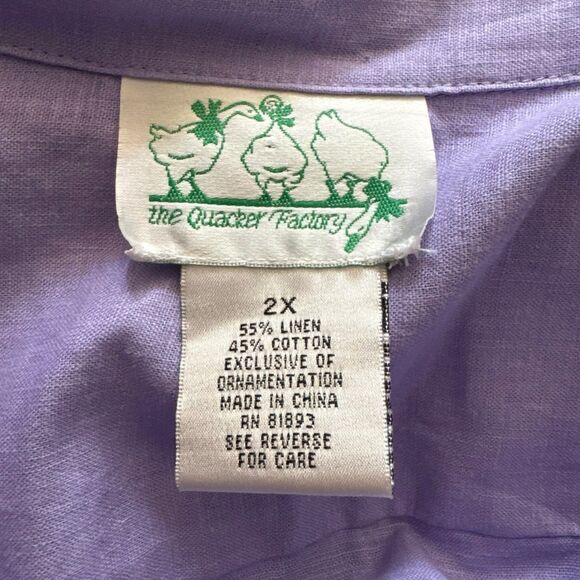 the Quacker Factory
2X
55% LINEN
45% COTTON
EXCLUSIVE OF
ORNAMENTATION
MADE IN CHINA
RN 81893
SEE REVERSE
FOR CARE